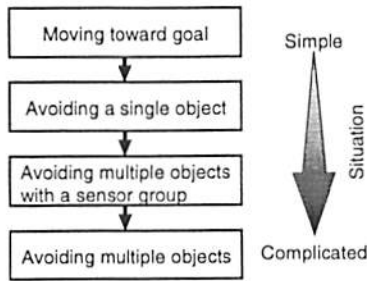 Moving toward goal
Simple
Avoiding a single object
Situation
Avoiding multiple objects
with a sensor group
Avoiding multiple objects
Complicated